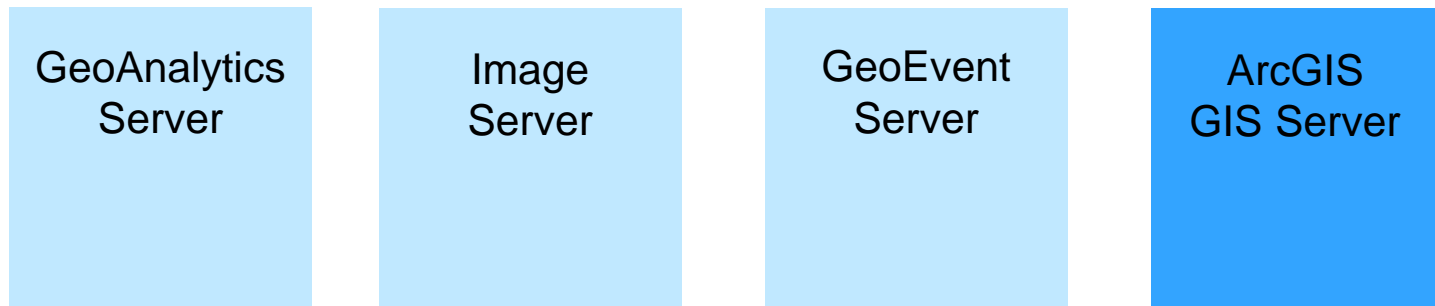 GeoAnalytics
Server
Image
Server
GeoEvent
Server
ArcGIS
GIS Server